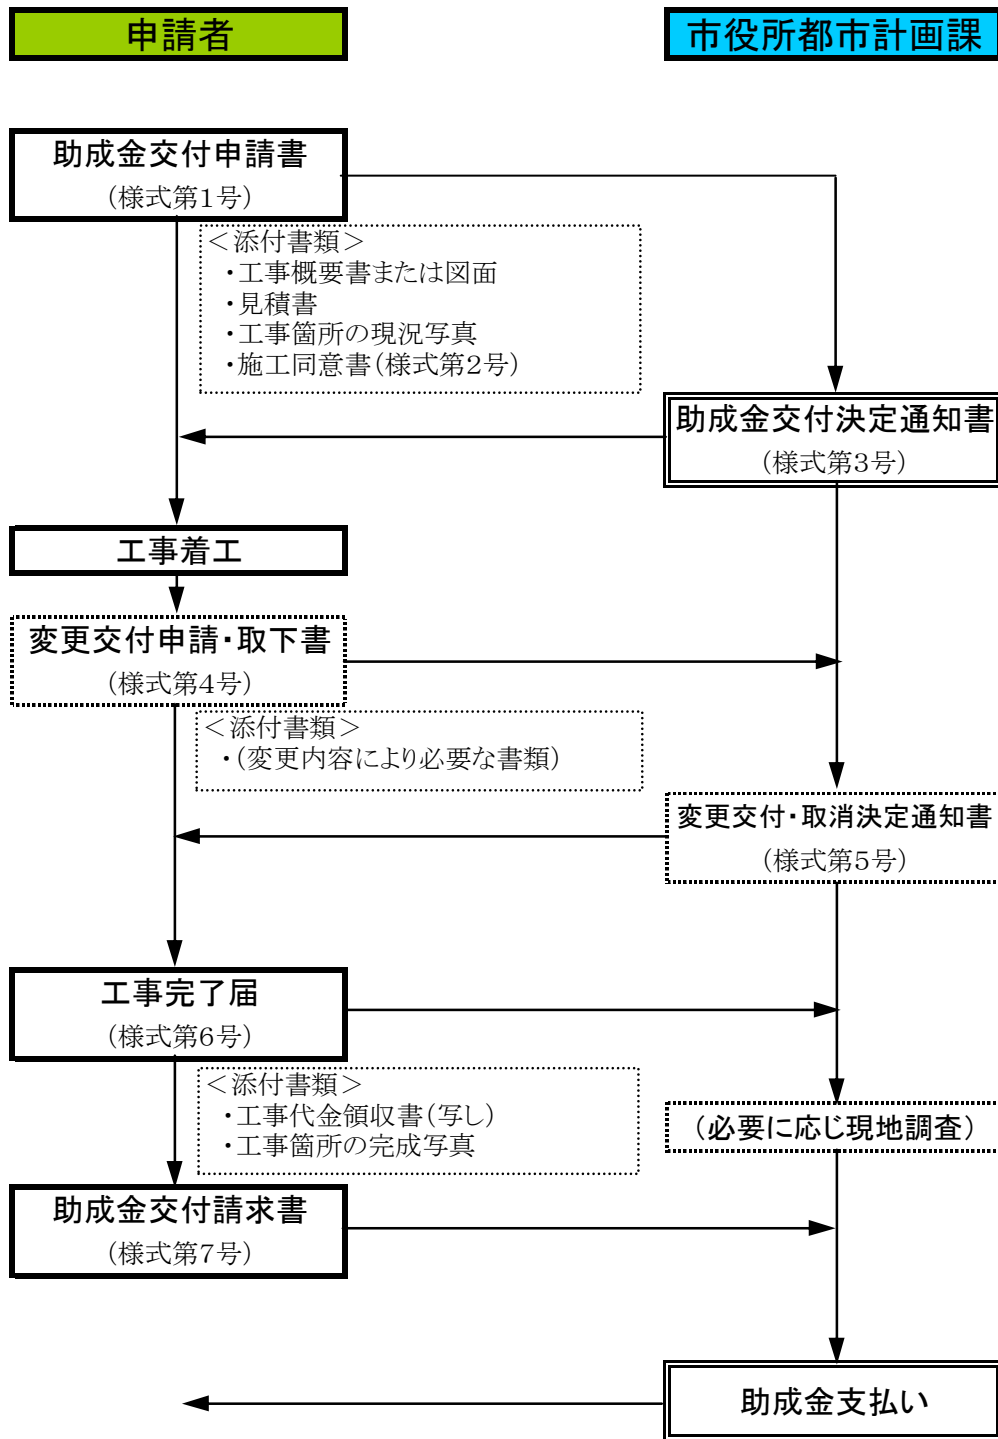 申請者
市役所都市計画課
助成金交付申請書
（様式第1号）
＜添付書類＞
・工事概要書または図面
・見積書
・工事箇所の現況写真
・施工同意書（様式第2号）
助成金交付決定通知書
（様式第3号）
工事着工
変更交付申請・取下書
（様式第4号）
＜添付書類＞
・（変更内容により必要な書類）
変更交付・取消決定通知書
（様式第5号）
工事完了届
（様式第6号）
＜添付書類＞
・工事代金領収書（写し）
・工事箇所の完成写真
（必要に応じ現地調査）
助成金交付請求書
（様式第7号）
助成金支払い